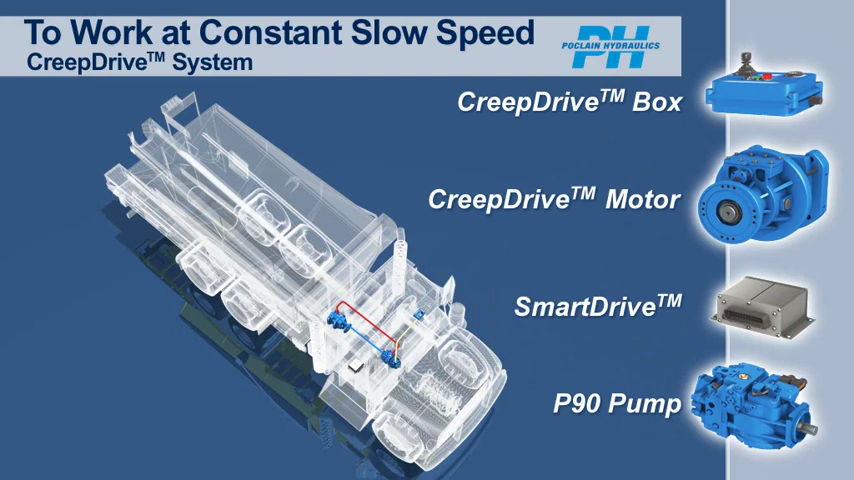 To Work at Constant Slow Speed
CreepDrive™ System
PH
POCLAIN HYDRAULICS
CreepDrive™ Box
CreepDrive™ Motor
SmartDrive™
P90 Pump